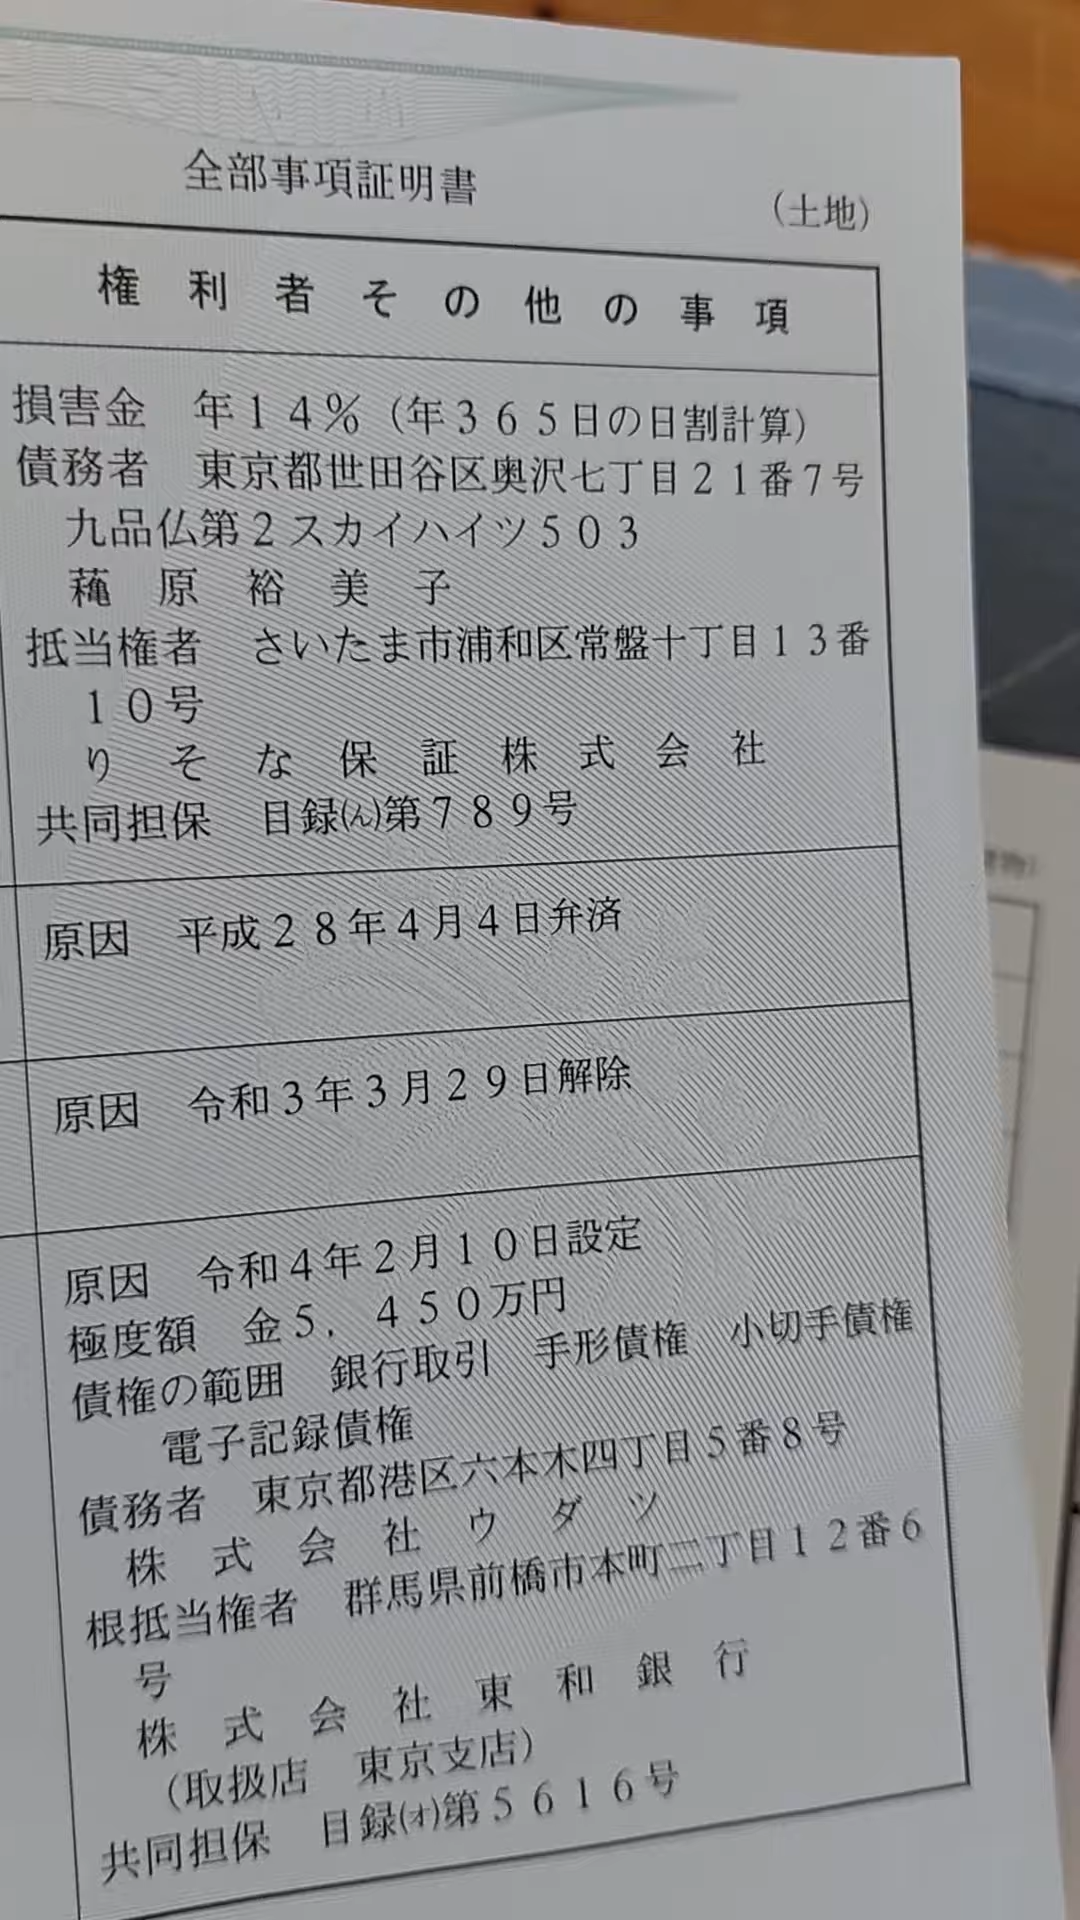 全部事項証明書
(土地)
権利者その他の事項
損害金　年１４％（年３６５日の日割計算）
債務者　東京都世田谷区奥沢七丁目２１番７号
九品仏第２スカイハイツ５０３
蘒　原　裕　美　子
抵当権者　さいたま市浦和区常盤十丁目１３番
１０号
り　そ　な　保　証　株　式　会　社
共同担保　目録㈹第７８９号
原因　平成２８年４月４日弁済
原因　令和３年３月２９日解除
原因　令和４年２月１０日設定
極度額　金５，４５０万円
債権の範囲　銀行取引　手形債権　小切手債権
電子記録債権
債務者　東京都港区六本木四丁目５番８号
株　式　会　社　ウ　ダ　ツ
根抵当権者　群馬県前橋市本町二丁目１２番６
号
株　式　会　社　東　和　銀　行
（取扱店　東京支店）
共同担保　目録(ｵ)第５６１６号